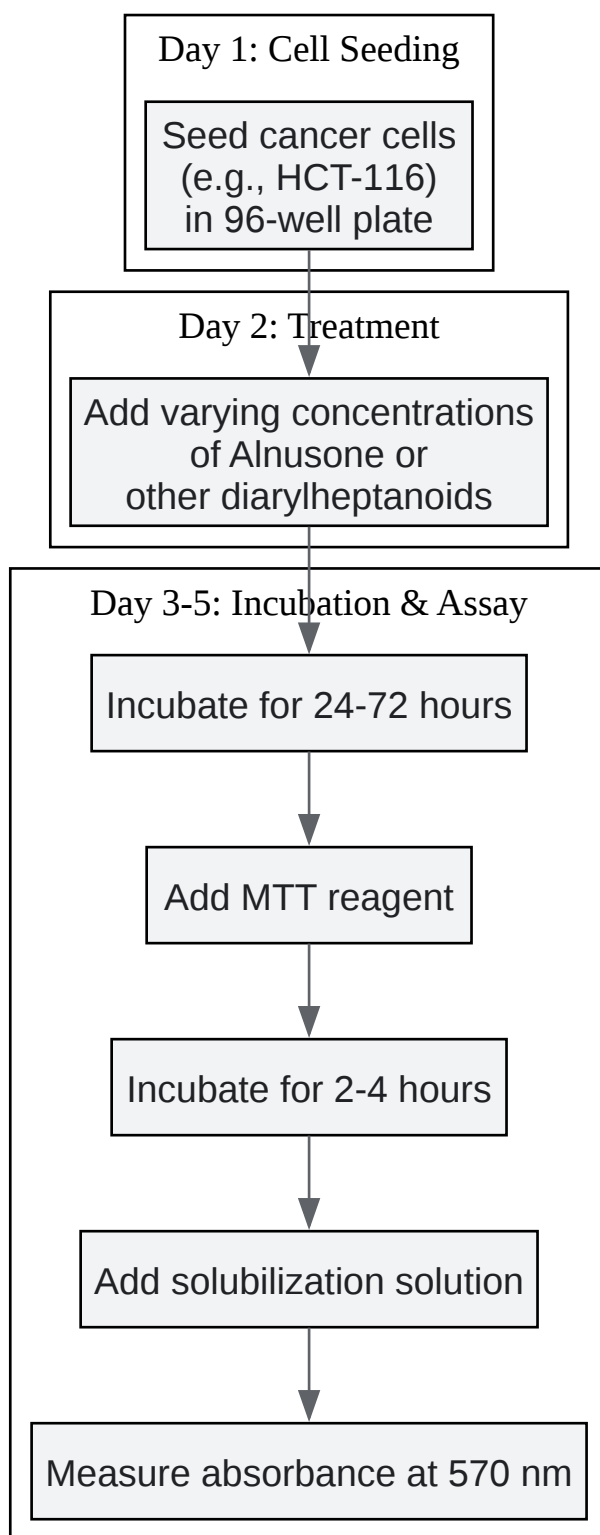 Day 1: Cell Seeding
Seed cancer cells
(e.g., HCT-116)
in 96-well plate
Day 2: Treatment
Add varying concentrations
of Alnusone or
other diarylheptanoids
Day 3-5: Incubation & Assay
Incubate for 24-72 hours
Add MTT reagent
Incubate for 2-4 hours
Add solubilization solution
Measure absorbance at 570 nm